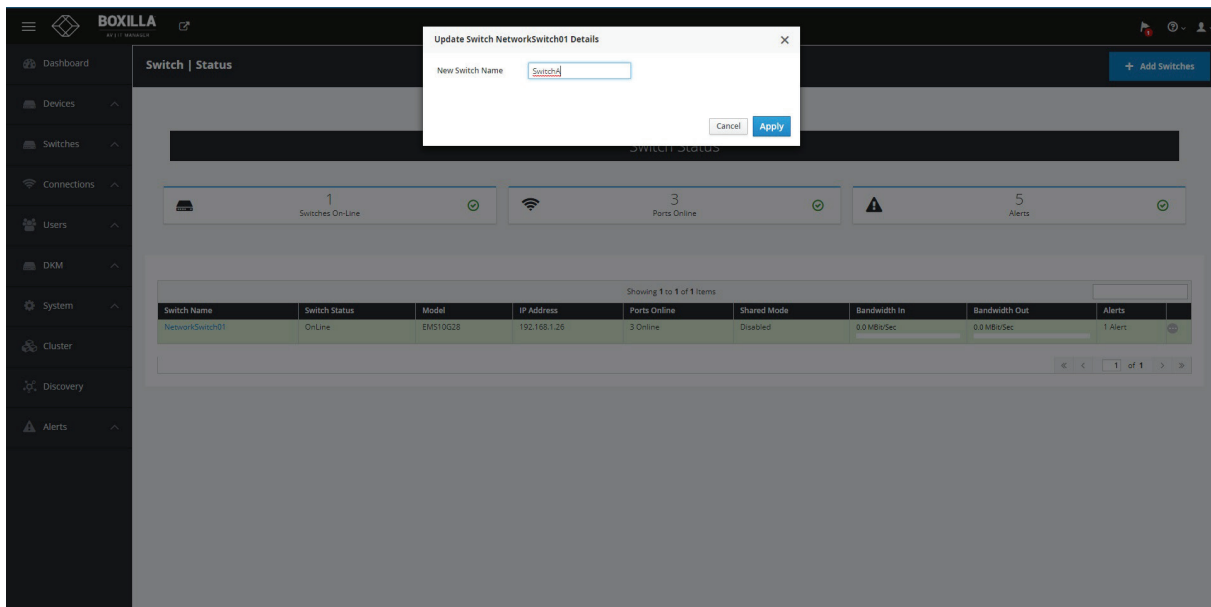 BOXILLA
AV/IT MANAGER
1
Update Switch NetworkSwitch01 Details
New Switch Name
SwitchA
Cancel
Apply
Dashboard
Devices
Switches
Connections
Users
DKM
System
Cluster
Discovery
Alerts
Switch | Status
+ Add Switches
Switch Status
1
Switches On-Line
3
Ports Online
5
Alerts
Showing 1 to 1 of 1 Items
Switch Name Switch Status Model IP Address Ports Online Shared Mode Bandwidth In Bandwidth Out Alerts
NetworkSwitch01 OnLine EMS10G28 192.168.1.26 3 Online Disabled 0.0 MBit/Sec 0.0 MBit/Sec 1 Alert
« < 1 of 1 > »